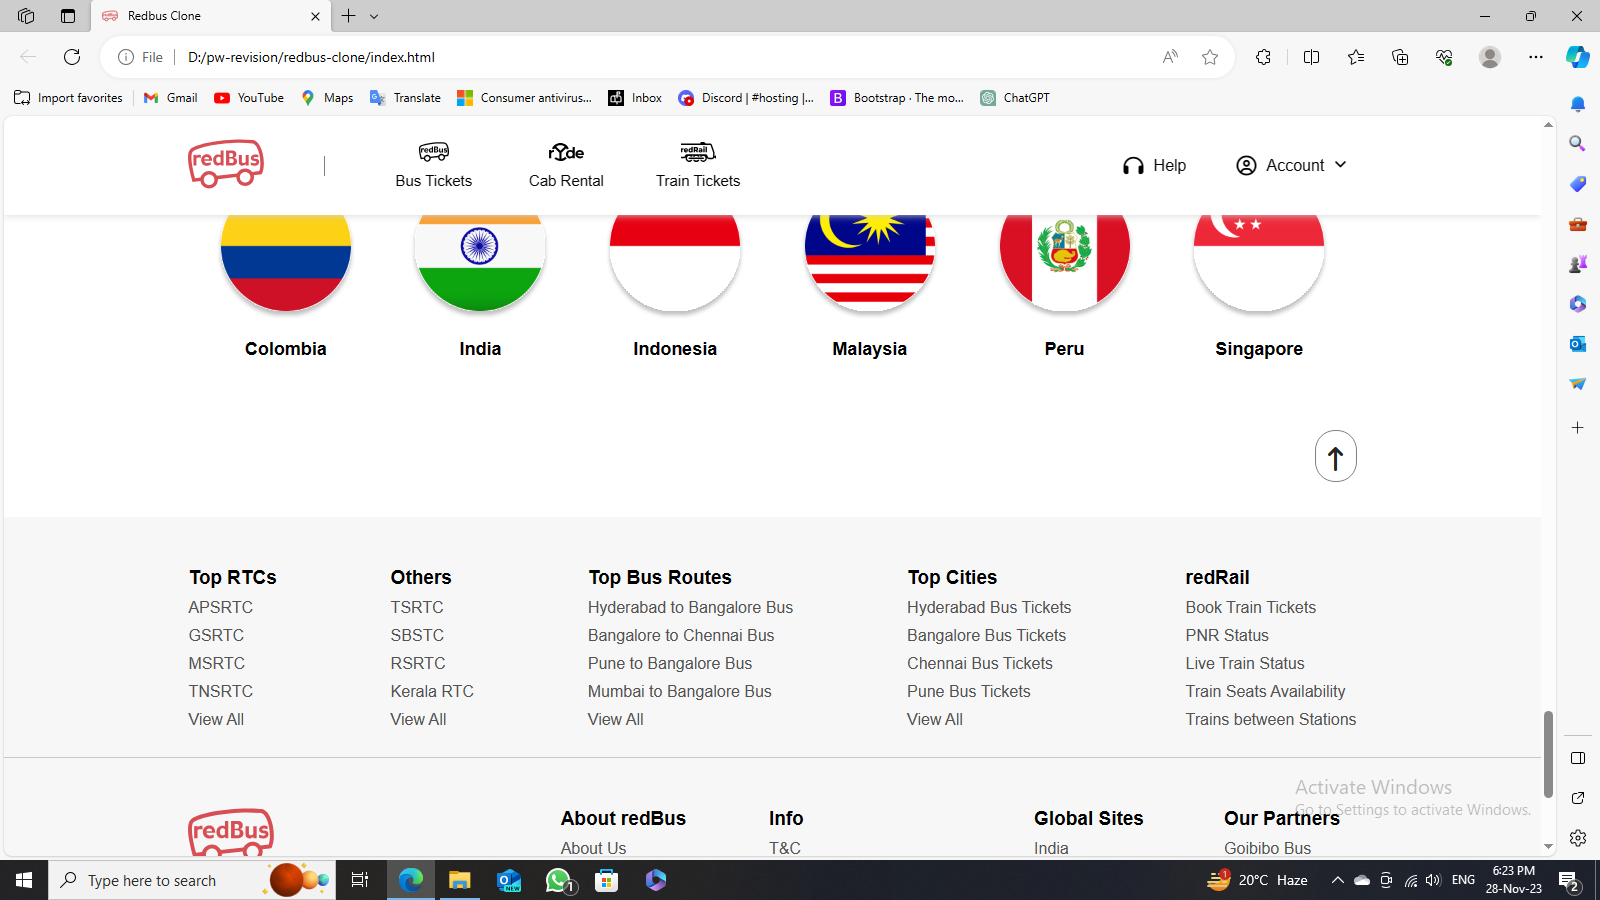 Redbus Clone
File
D:/pw-revision/redbus-clone/index.html
Import favorites
Gmail
YouTube
Maps
Translate
Consumer antivirus...
Inbox
Discord | #hosting |...
Bootstrap · The mo...
ChatGPT
redBus
redBus
Bus Tickets
ryde
Cab Rental
redRail
Train Tickets
Help
Account
Colombia
India
Indonesia
Malaysia
Peru
Singapore
Top RTCs
APSRTC
GSRTC
MSRTC
TNSRTC
View All
Others
TSRTC
SBSTC
RSRTC
Kerala RTC
View All
Top Bus Routes
Hyderabad to Bangalore Bus
Bangalore to Chennai Bus
Pune to Bangalore Bus
Mumbai to Bangalore Bus
View All
Top Cities
Hyderabad Bus Tickets
Bangalore Bus Tickets
Chennai Bus Tickets
Pune Bus Tickets
View All
redRail
Book Train Tickets
PNR Status
Live Train Status
Train Seats Availability
Trains between Stations
redBus
About redBus
About Us
Info
T&C
Global Sites
India
Our Partners
Goibibo Bus
Activate Windows
Go to Settings to activate Windows.
Type here to search
NEW
1
1
20°C Haze
ENG
6:23 PM
28-Nov-23
2